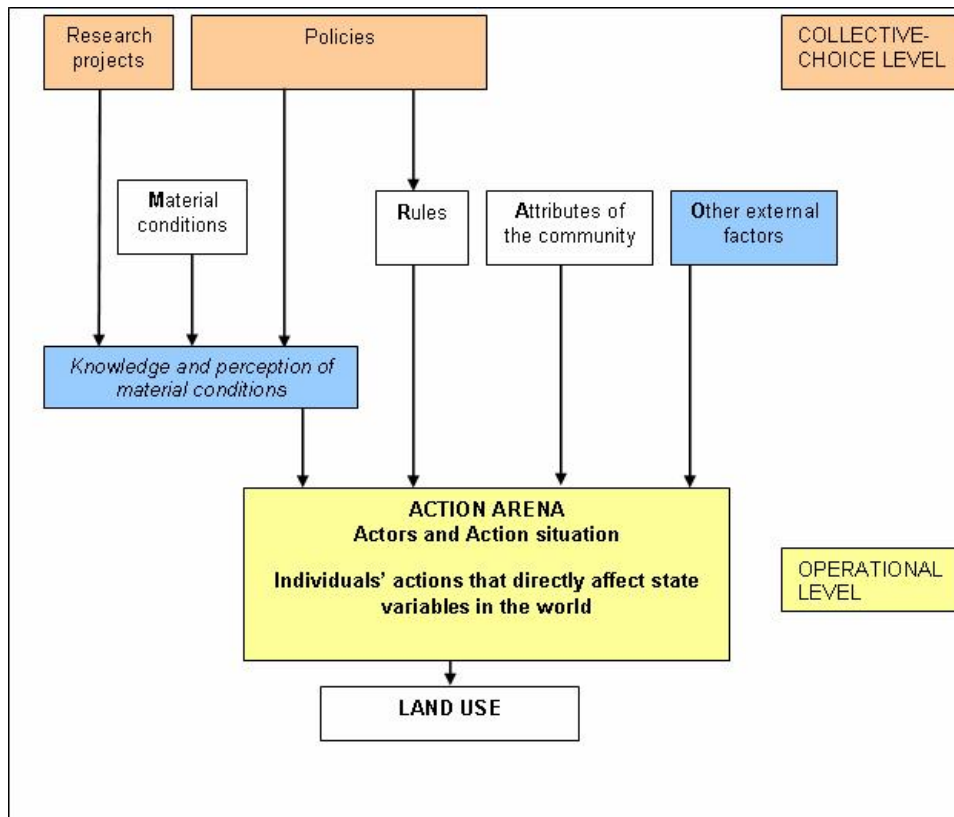 Research
projects
Policies
COLLECTIVE-
CHOICE LEVEL
Material
conditions
Rules
Attributes of
the community
Other external
factors
Knowledge and perception of
material conditions
ACTION ARENA
Actors and Action situation
Individuals' actions that directly affect state
variables in the world
OPERATIONAL
LEVEL
LAND USE